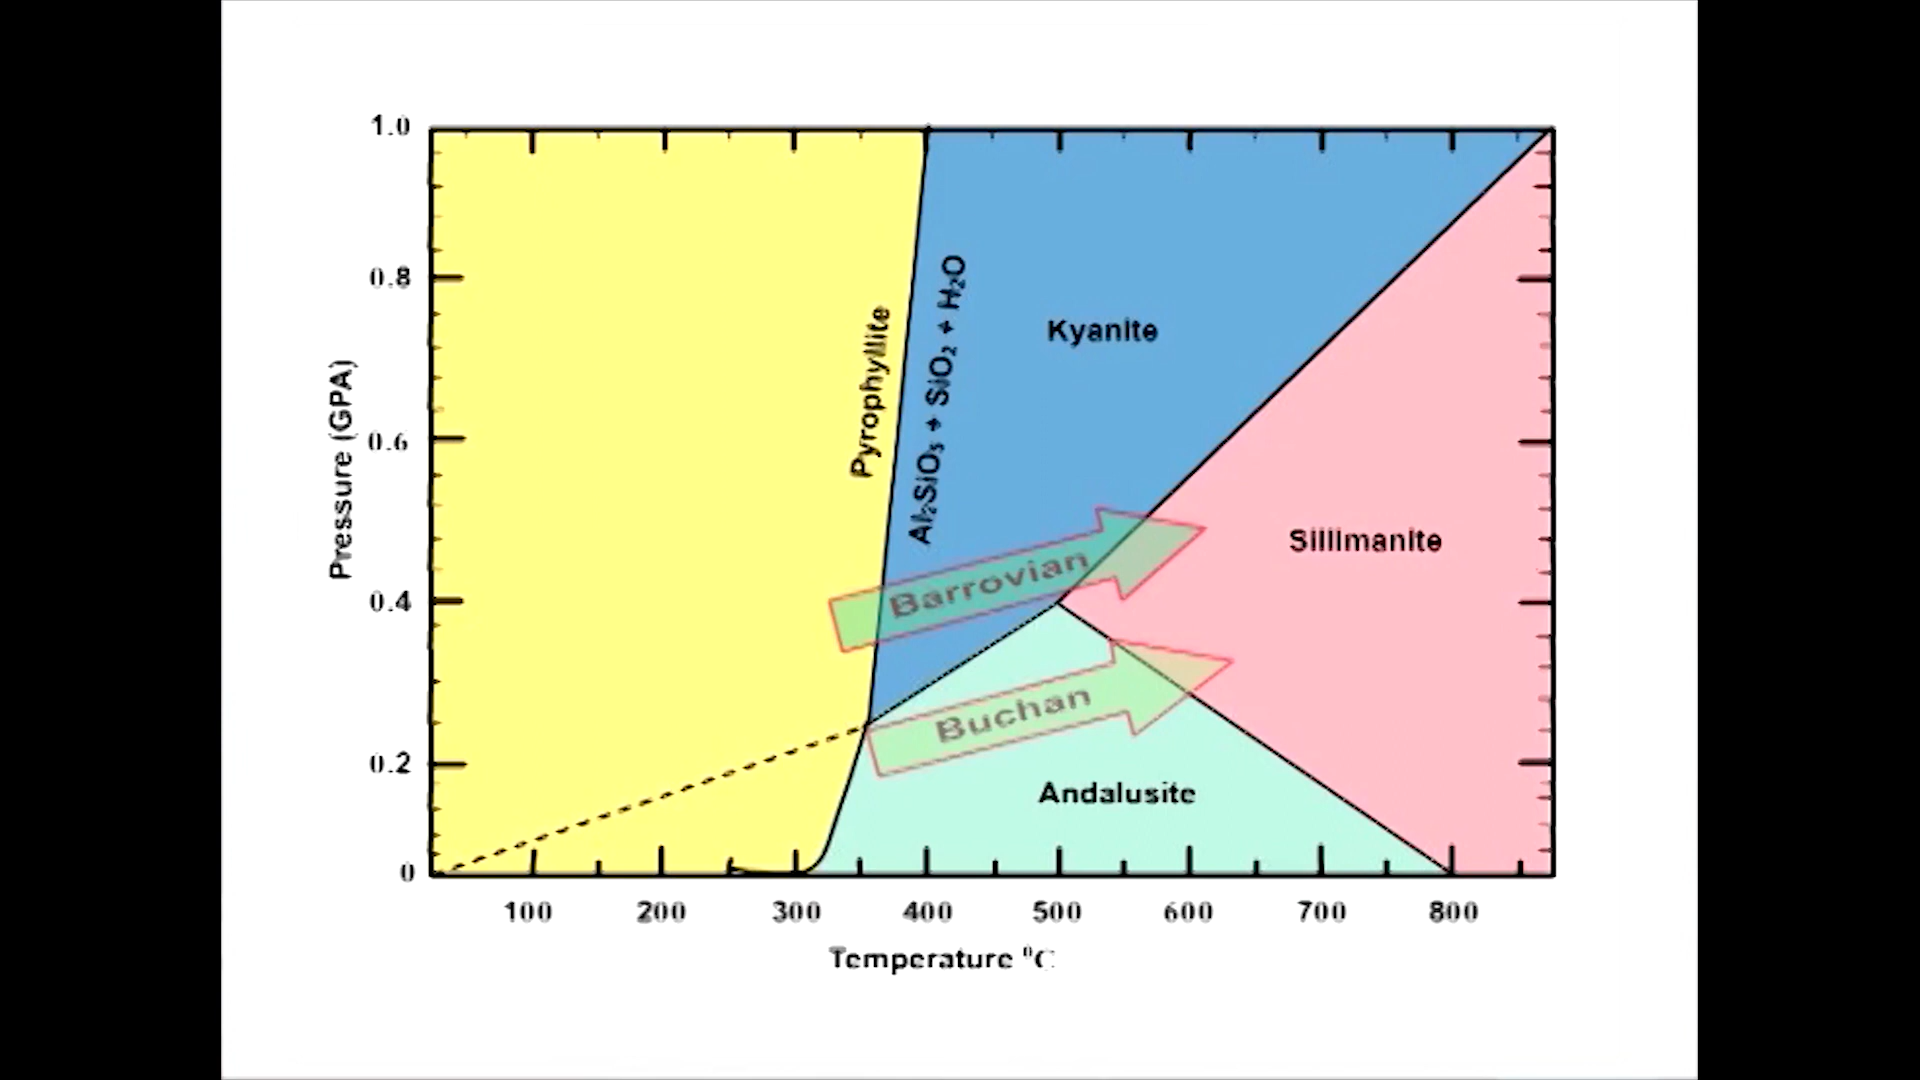 1.0
0.8
0.6
0.4
0.2
0
Pressure (GPA)
Pyrophyllite
Al₂SiO₅ + SiO₂ + H₂O
Kyanite
Sillimanite
Barrovian
Buchan
Andalusite
100 200 300 400 500 600 700 800
Temperature ⁰C